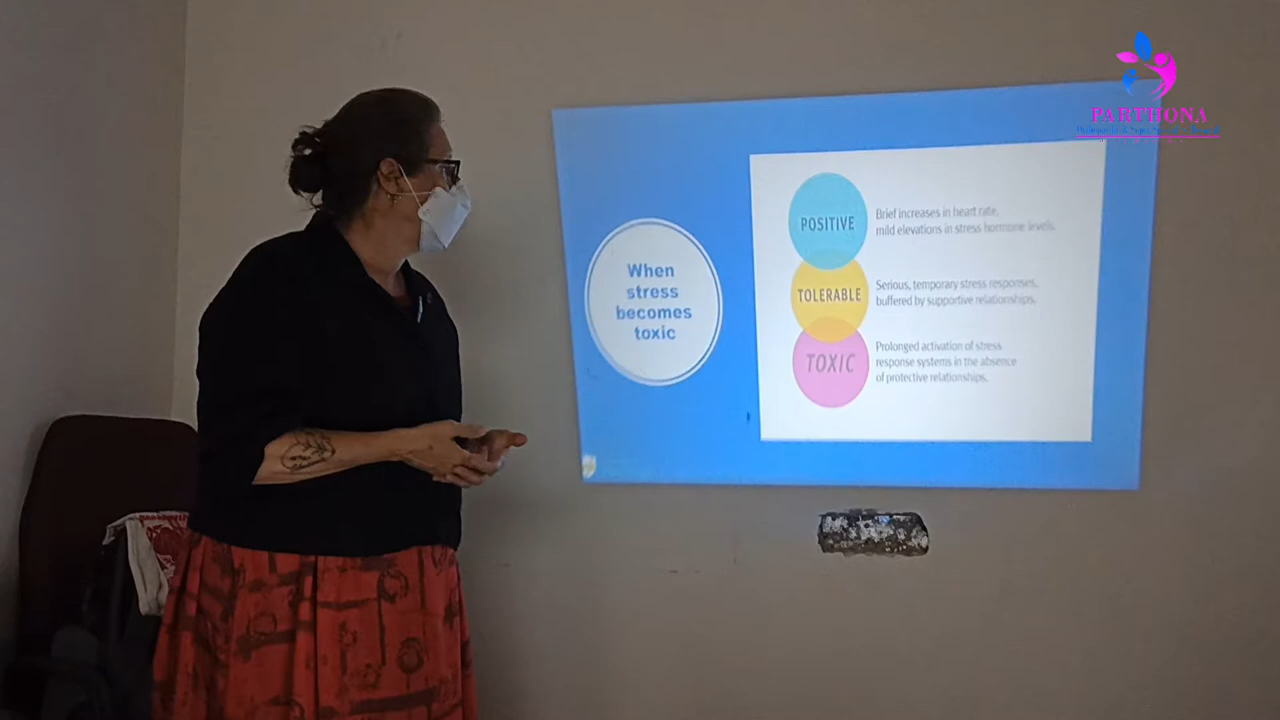 PARTHONA
When
stress
becomes
toxic
POSITIVE
Brief increases in heart rate,
mild elevations in stress hormone levels.
TOLERABLE
Serious, temporary stress responses,
buffered by supportive relationships.
TOXIC
Prolonged activation of stress
response systems in the absence
of protective relationships.